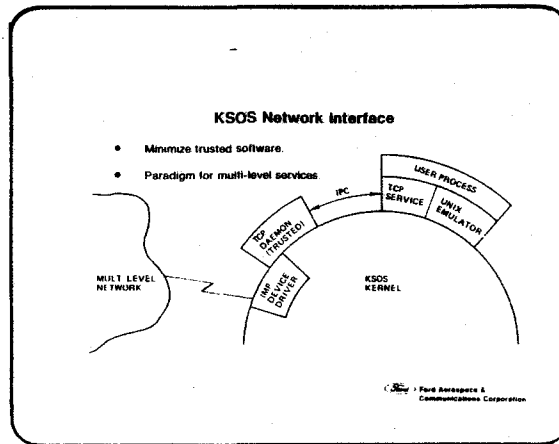 KSOS Network Interface
• Minimize trusted software.
• Paradigm for multi-level services.
USER PROCESS
IPC
TCP
SERVICE
UNIX
EMULATOR
TCP
DAEMON
(TRUSTED)
MULTI LEVEL
NETWORK
IMP
DEVICE
DRIVER
KSOS
KERNEL
Ford Aerospace &
Communications Corporation